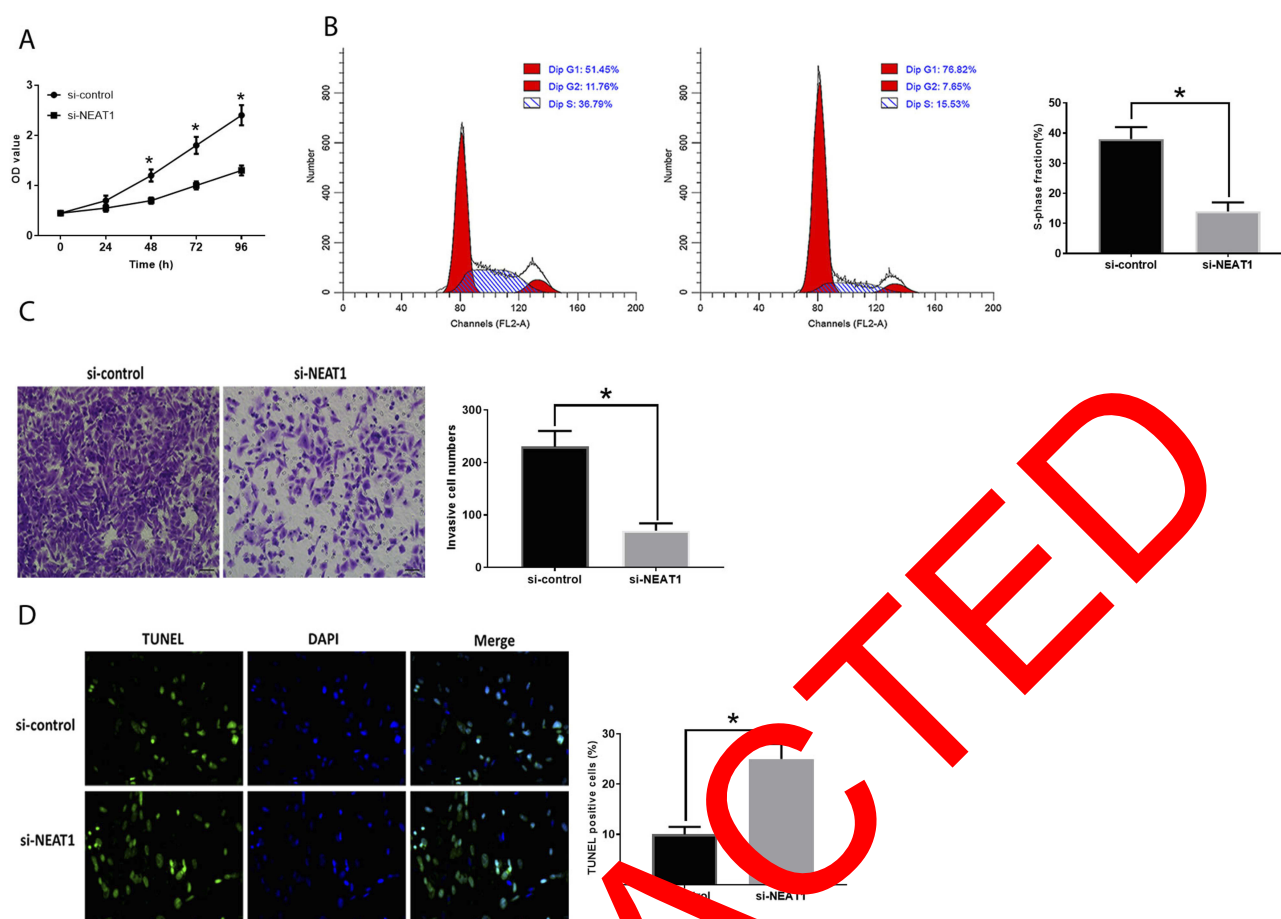 A
si-control
si-NEAT1
OD value
3
2
1
0
*
*
*
0 24 48 72 96
Time (h)
B
Dip G1: 51.45%
Dip G2: 11.76%
Dip S: 36.79%
Number
800
600
400
200
0
0 40 80 120 160 200
Channels (FL2-A)
Dip G1: 76.82%
Dip G2: 7.65%
Dip S: 15.53%
Number
800
600
400
200
0
0 40 80 120 160 200
Channels (FL2-A)
S-phase fraction(%)
50
40
30
20
10
0
*
si-control si-NEAT1
C
si-control si-NEAT1
Invasive cell numbers
300
200
100
0
*
si-control si-NEAT1
D
TUNEL DAPI Merge
si-control
si-NEAT1
TUNEL positive cells (%)
30
20
10
*
si-NEAT1
ACTED